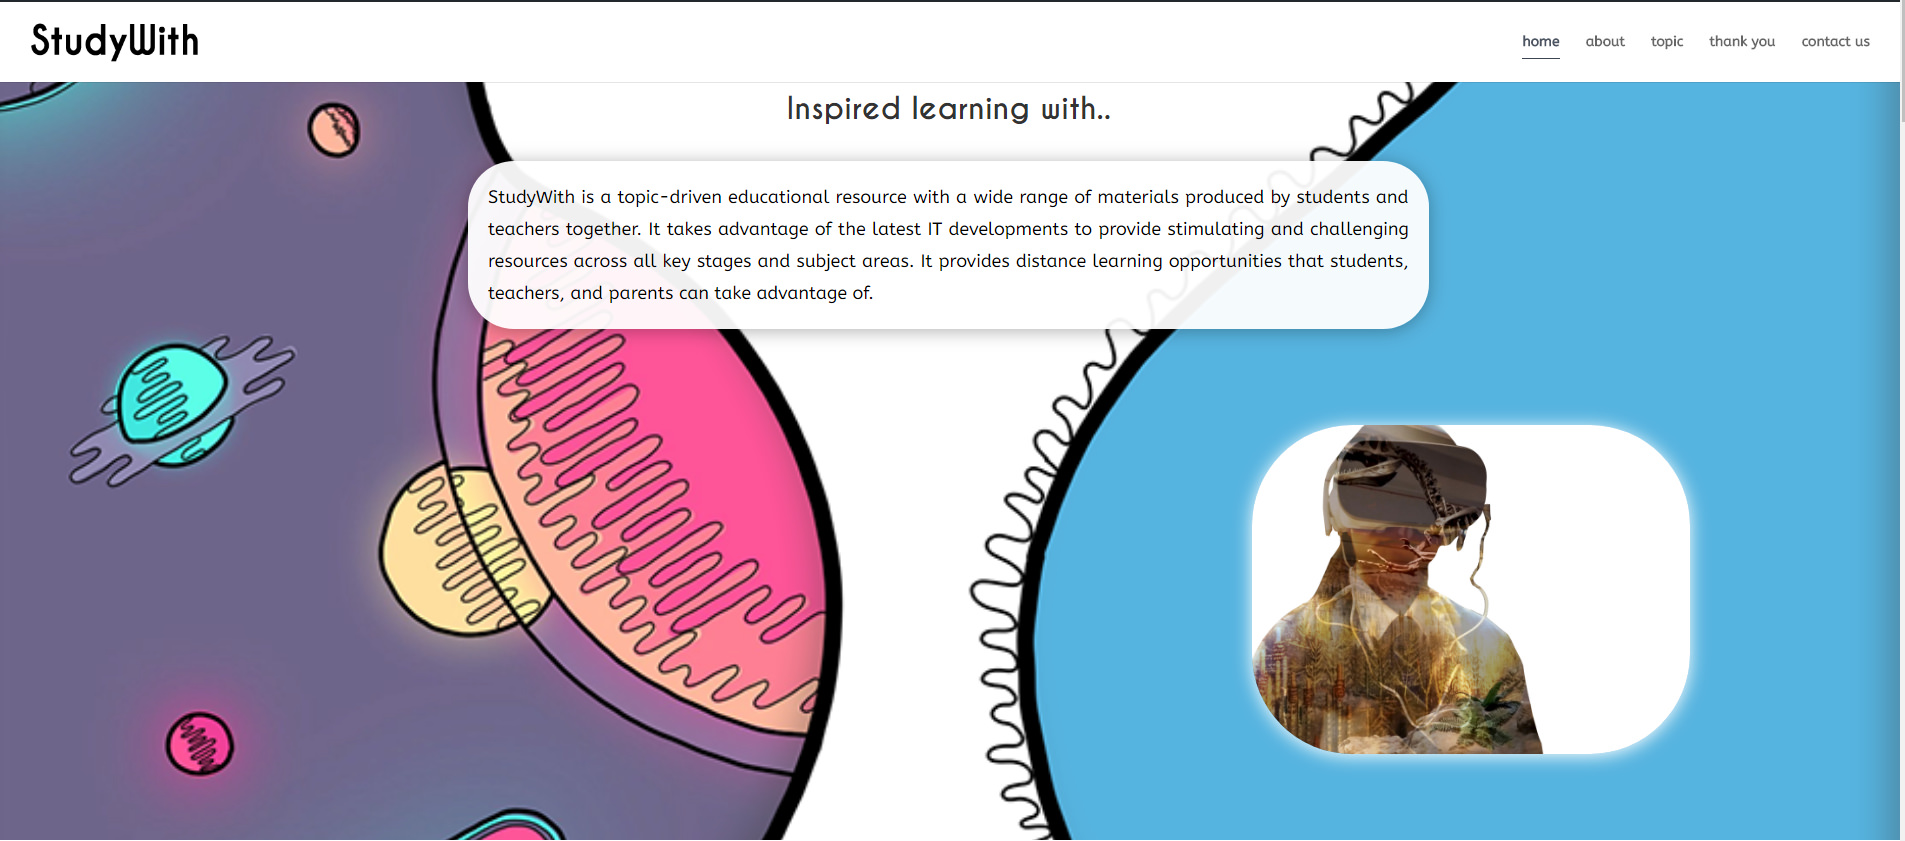 StudyWith
home about topic thank you contact us
Inspired learning with..
StudyWith is a topic-driven educational resource with a wide range of materials produced by students and
teachers together. It takes advantage of the latest IT developments to provide stimulating and challenging
resources across all key stages and subject areas. It provides distance learning opportunities that students,
teachers, and parents can take advantage of.